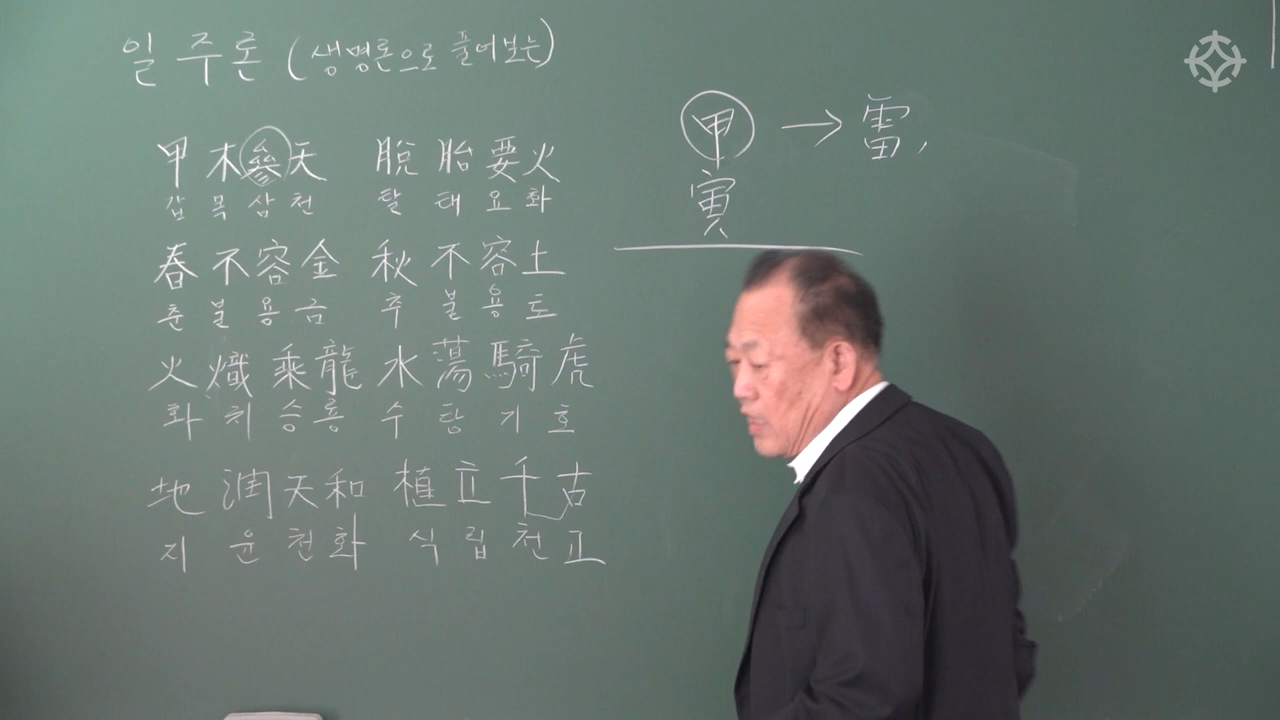 일 주론 (생명론으로 풀어보는)
甲木參天 脫胎要火
갑목삼천 탈태요화
春不容金 秋不容土
춘불용금 추불용토
火熾乘龍 水蕩騎虎
화치승룡 수탕기호
地潤天和 植立千古
지윤천화 식립천고
甲 → 雷,
寅